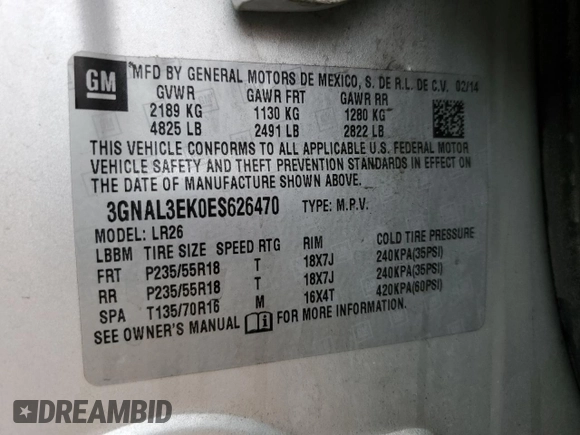 GM
MFD BY GENERAL MOTORS DE MEXICO, S. DE R.L. DE C.V. 02/14
GVWR GAWR FRT GAWR RR
2189 KG 1130 KG 1280 KG
4825 LB 2491 LB 2822 LB
THIS VEHICLE CONFORMS TO ALL APPLICABLE U.S. FEDERAL MOTOR
VEHICLE SAFETY AND THEFT PREVENTION STANDARDS IN EFFECT ON
THE DATE OF MANUFACTURE SHOWN ABOVE.
3GNAL3EK0ES626470 TYPE: M.P.V.
MODEL: LR26
LBBM TIRE SIZE SPEED RTG RIM COLD TIRE PRESSURE
FRT P235/55R18 T 18X7J 240KPA(35PSI)
RR P235/55R18 T 18X7J 240KPA(35PSI)
SPA T135/70R16 M 16X4T 420KPA(60PSI)
SEE OWNER'S MANUAL FOR MORE INFORMATION.
DREAMBID